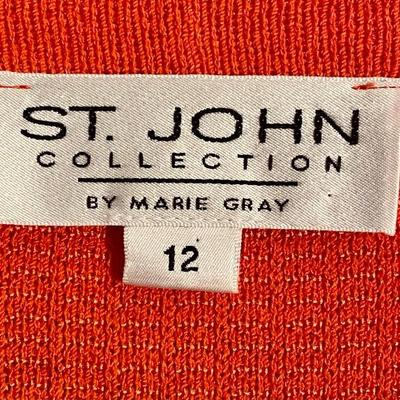 ST. JOHN
COLLECTION
BY MARIE GRAY
12